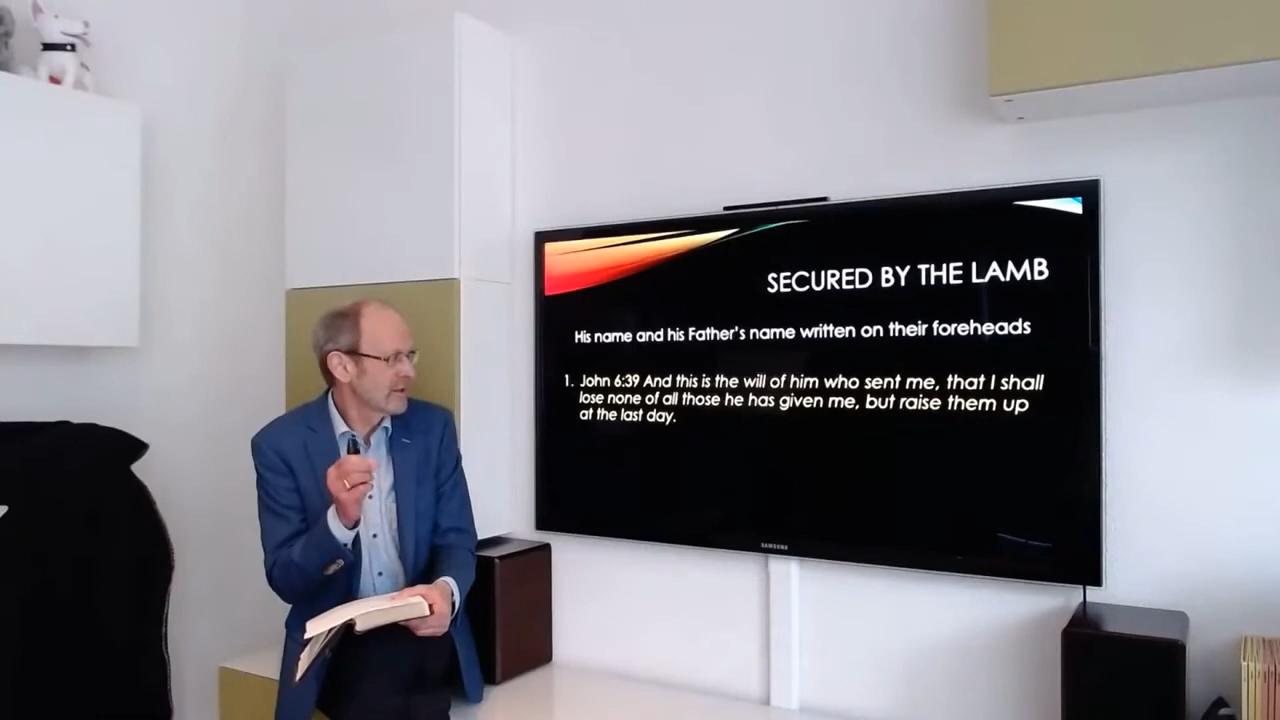 SECURED BY THE LAMB
His name and his Father's name written on their foreheads
1. John 6:39 And this is the will of him who sent me, that I shall
lose none of all those he has given me, but raise them up
at the last day.
SAMSUNG